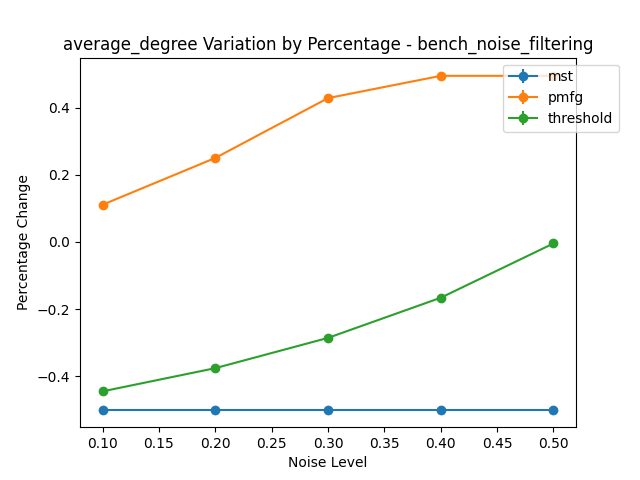 average_degree Variation by Percentage - bench_noise_filtering
mst
pmfg
threshold
Percentage Change
0.4
0.2
0.0
−0.2
−0.4
0.10
0.15
0.20
0.25
0.30
0.35
0.40
0.45
0.50
Noise Level